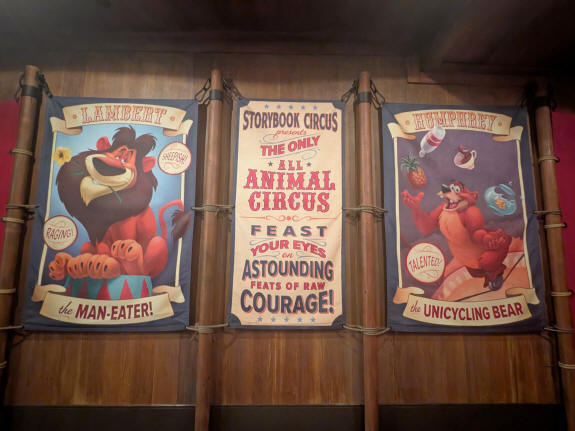 LAMBERT
SHEEPISH!
RAGING!
the MAN-EATER!
STORYBOOK CIRCUS
presents
THE ONLY
ALL
ANIMAL
CIRCUS
FEAST
YOUR EYES
on
ASTOUNDING
FEATS OF RAW
COURAGE!
HUMPHREY
TALENTED!
the UNICYCLING BEAR